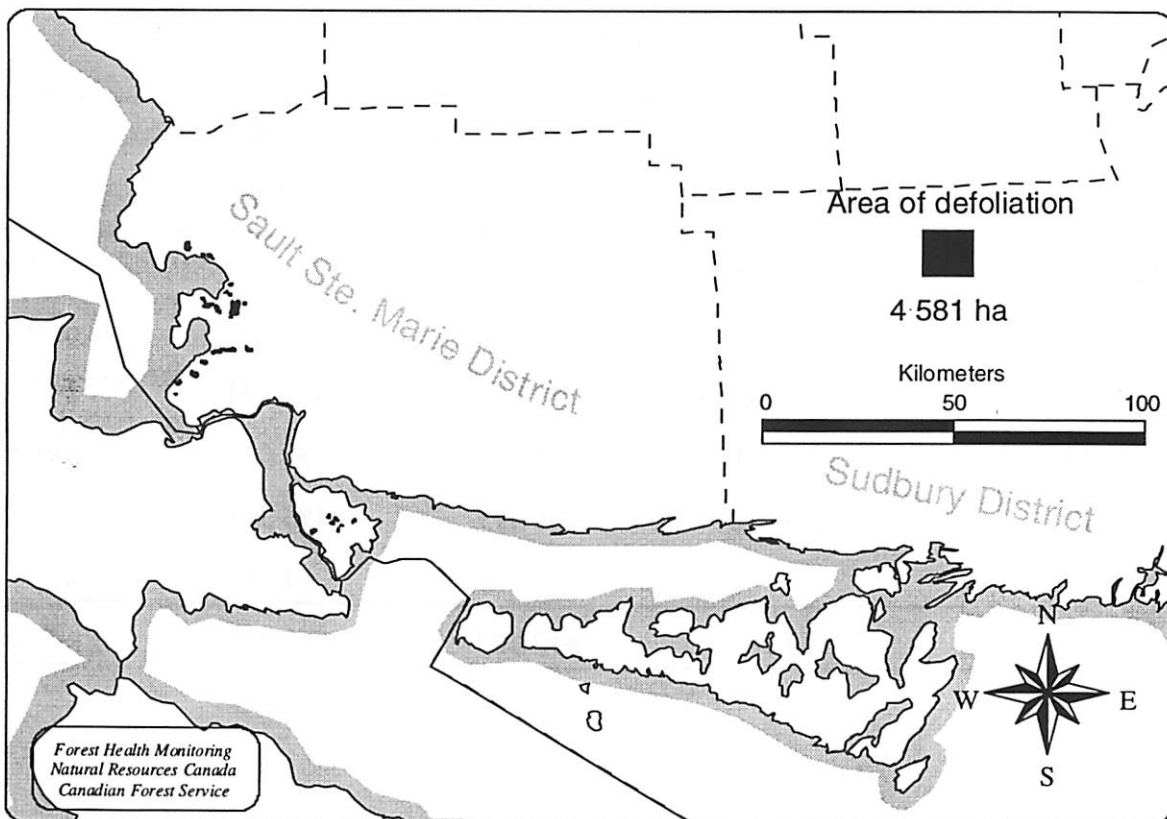 Sault Ste. Marie District
Area of defoliation
4 581 ha
Kilometers
0 50 100
Sudbury District
N
W E
S
Forest Health Monitoring
Natural Resources Canada
Canadian Forest Service